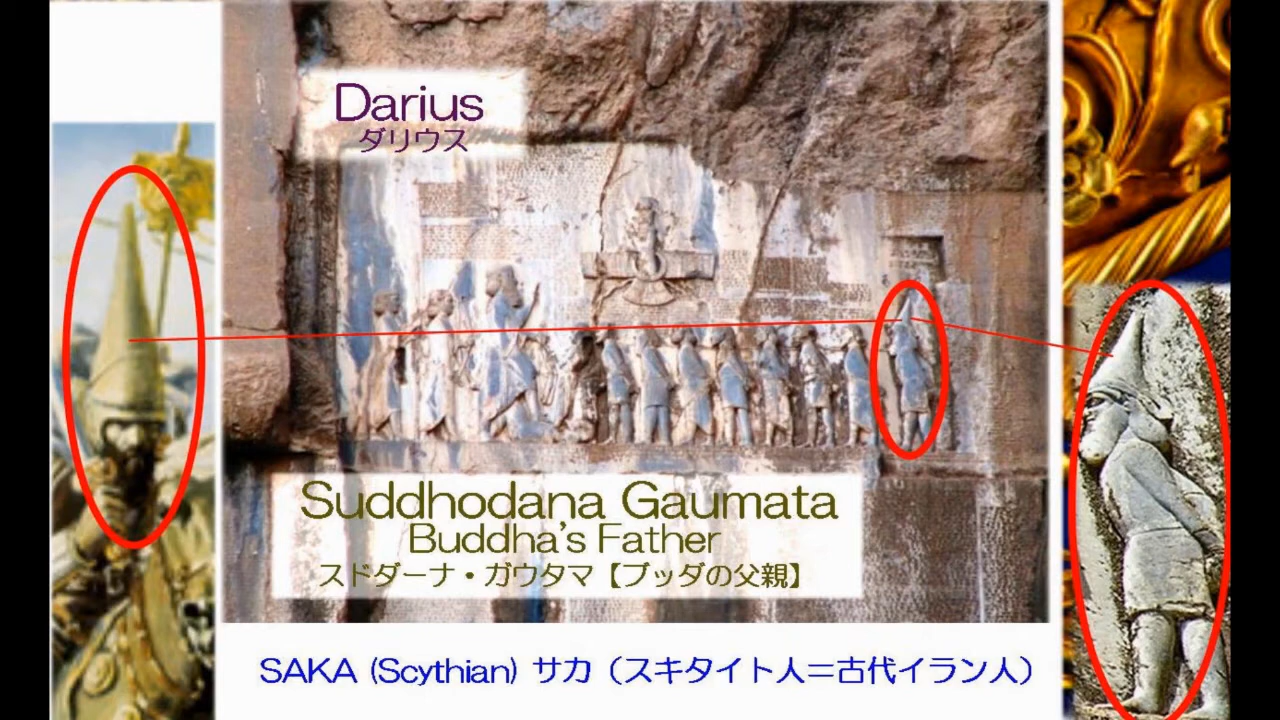 Darius
ダリウス
Suddhodana Gaumata
Buddha's Father
スドダーナ・ガウタマ【ブッダの父親】
SAKA (Scythian) サカ（スキタイト人＝古代イラン人）